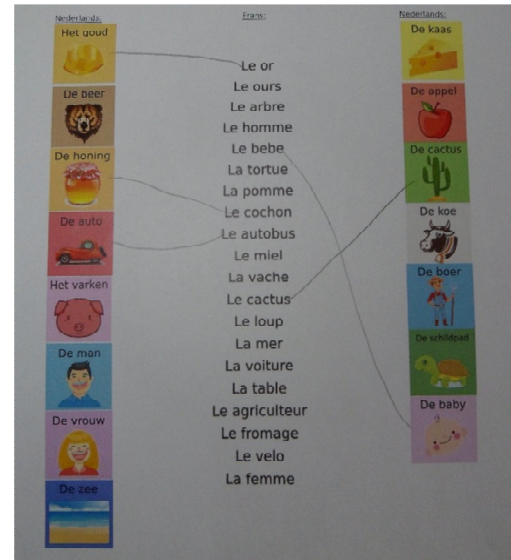 Nederlands:
Het goud
De beer
De honing
De auto
Het varken
De man
De vrouw
De zee
Frans:
Le or
Le ours
Le arbre
Le homme
Le bebe
La tortue
La pomme
Le cochon
Le autobus
Le miel
La vache
Le cactus
Le loup
La mer
La voiture
La table
Le agriculteur
Le fromage
Le velo
La femme
Nederlands:
De kaas
De appel
De cactus
De koe
De boer
De schildpad
De baby